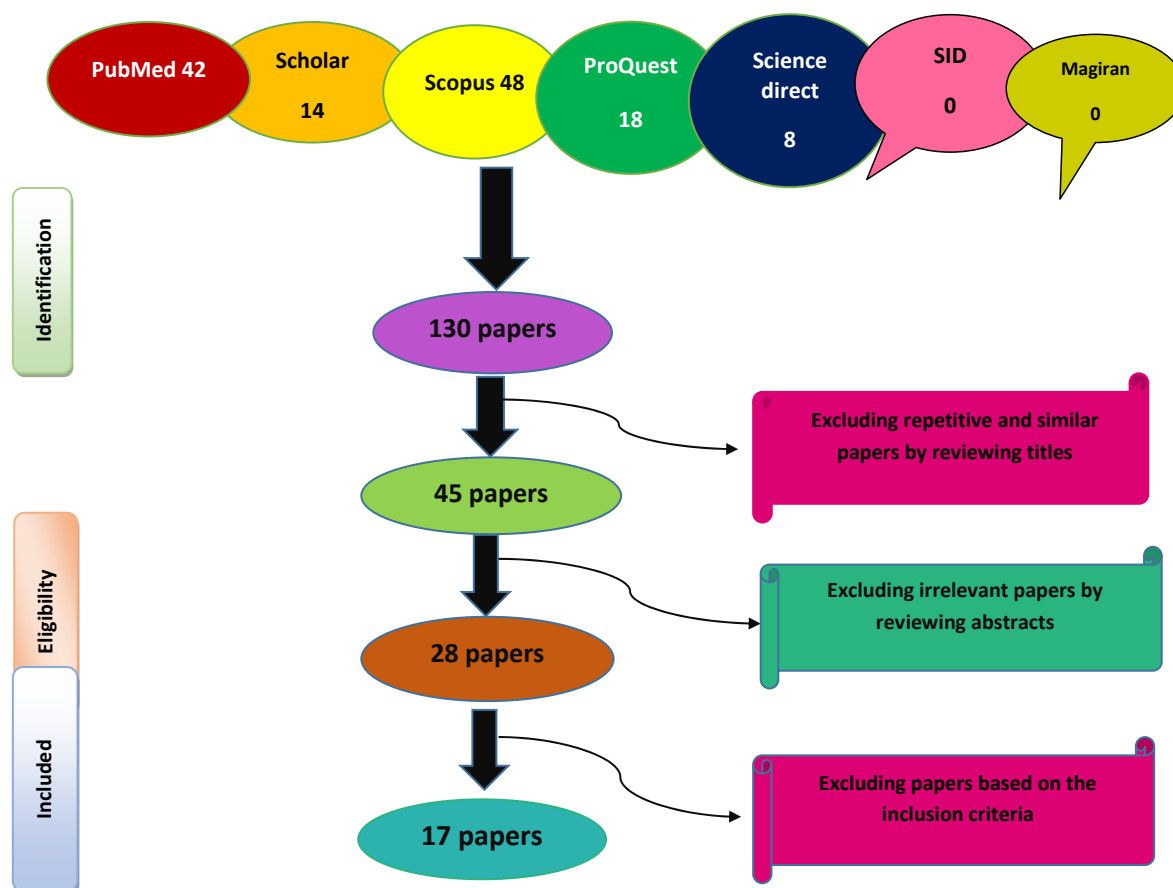 PubMed 42
Scholar
14
Scopus 48
ProQuest
18
Science
direct
8
SID
0
Magiran
0
Identification
130 papers
Excluding repetitive and similar
papers by reviewing titles
45 papers
Eligibility
Excluding irrelevant papers by
reviewing abstracts
28 papers
Included
Excluding papers based on the
inclusion criteria
17 papers